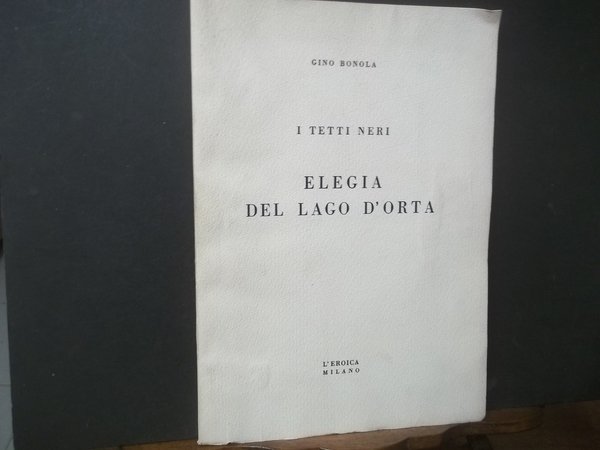 GINO BONOLA
I TETTI NERI
ELEGIA
DEL LAGO D'ORTA
L'EROICA
MILANO